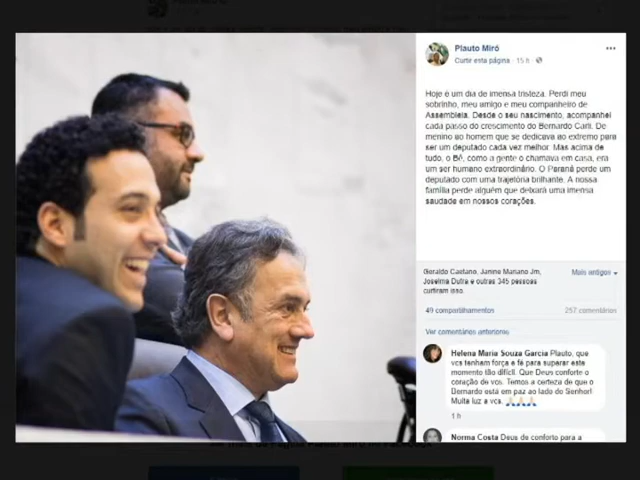 Plauto Miró
Curtir esta página · 15 h ·
Hoje é um dia de imensa tristeza. Perdi meu
sobrinho, meu amigo e meu companheiro de
Assembleia. Desde o seu nascimento, acompanhei
cada passo do crescimento do Bernardo Carli. De
menino ao homem que se dedicava ao extremo para
ser um deputado cada vez melhor. Mas acima de
tudo, o Bê, como a gente o chamava em casa, era
um ser humano extraordinário. O Paraná perde um
deputado com uma trajetória brilhante. A nossa
família perde alguém que deixará uma imensa
saudade em nossos corações.
Geraldo Caetano, Janine Mariano Jm,
Joselma Dutra e outras 345 pessoas
curtiram isso.
Mais antigos
49 compartilhamentos
257 comentários
Ver comentários anteriores
Helena Maria Souza Garcia Plauto, que
vcs tenham força e fé para superar este
momento tão difícil. Que Deus conforte o
coração de vcs. Temos a certeza de que o
Bernardo está em paz ao lado do Senhor!
Muita luz a vcs. 🙏🙏🙏
1 h
Norma Costa Deus de conforto para a